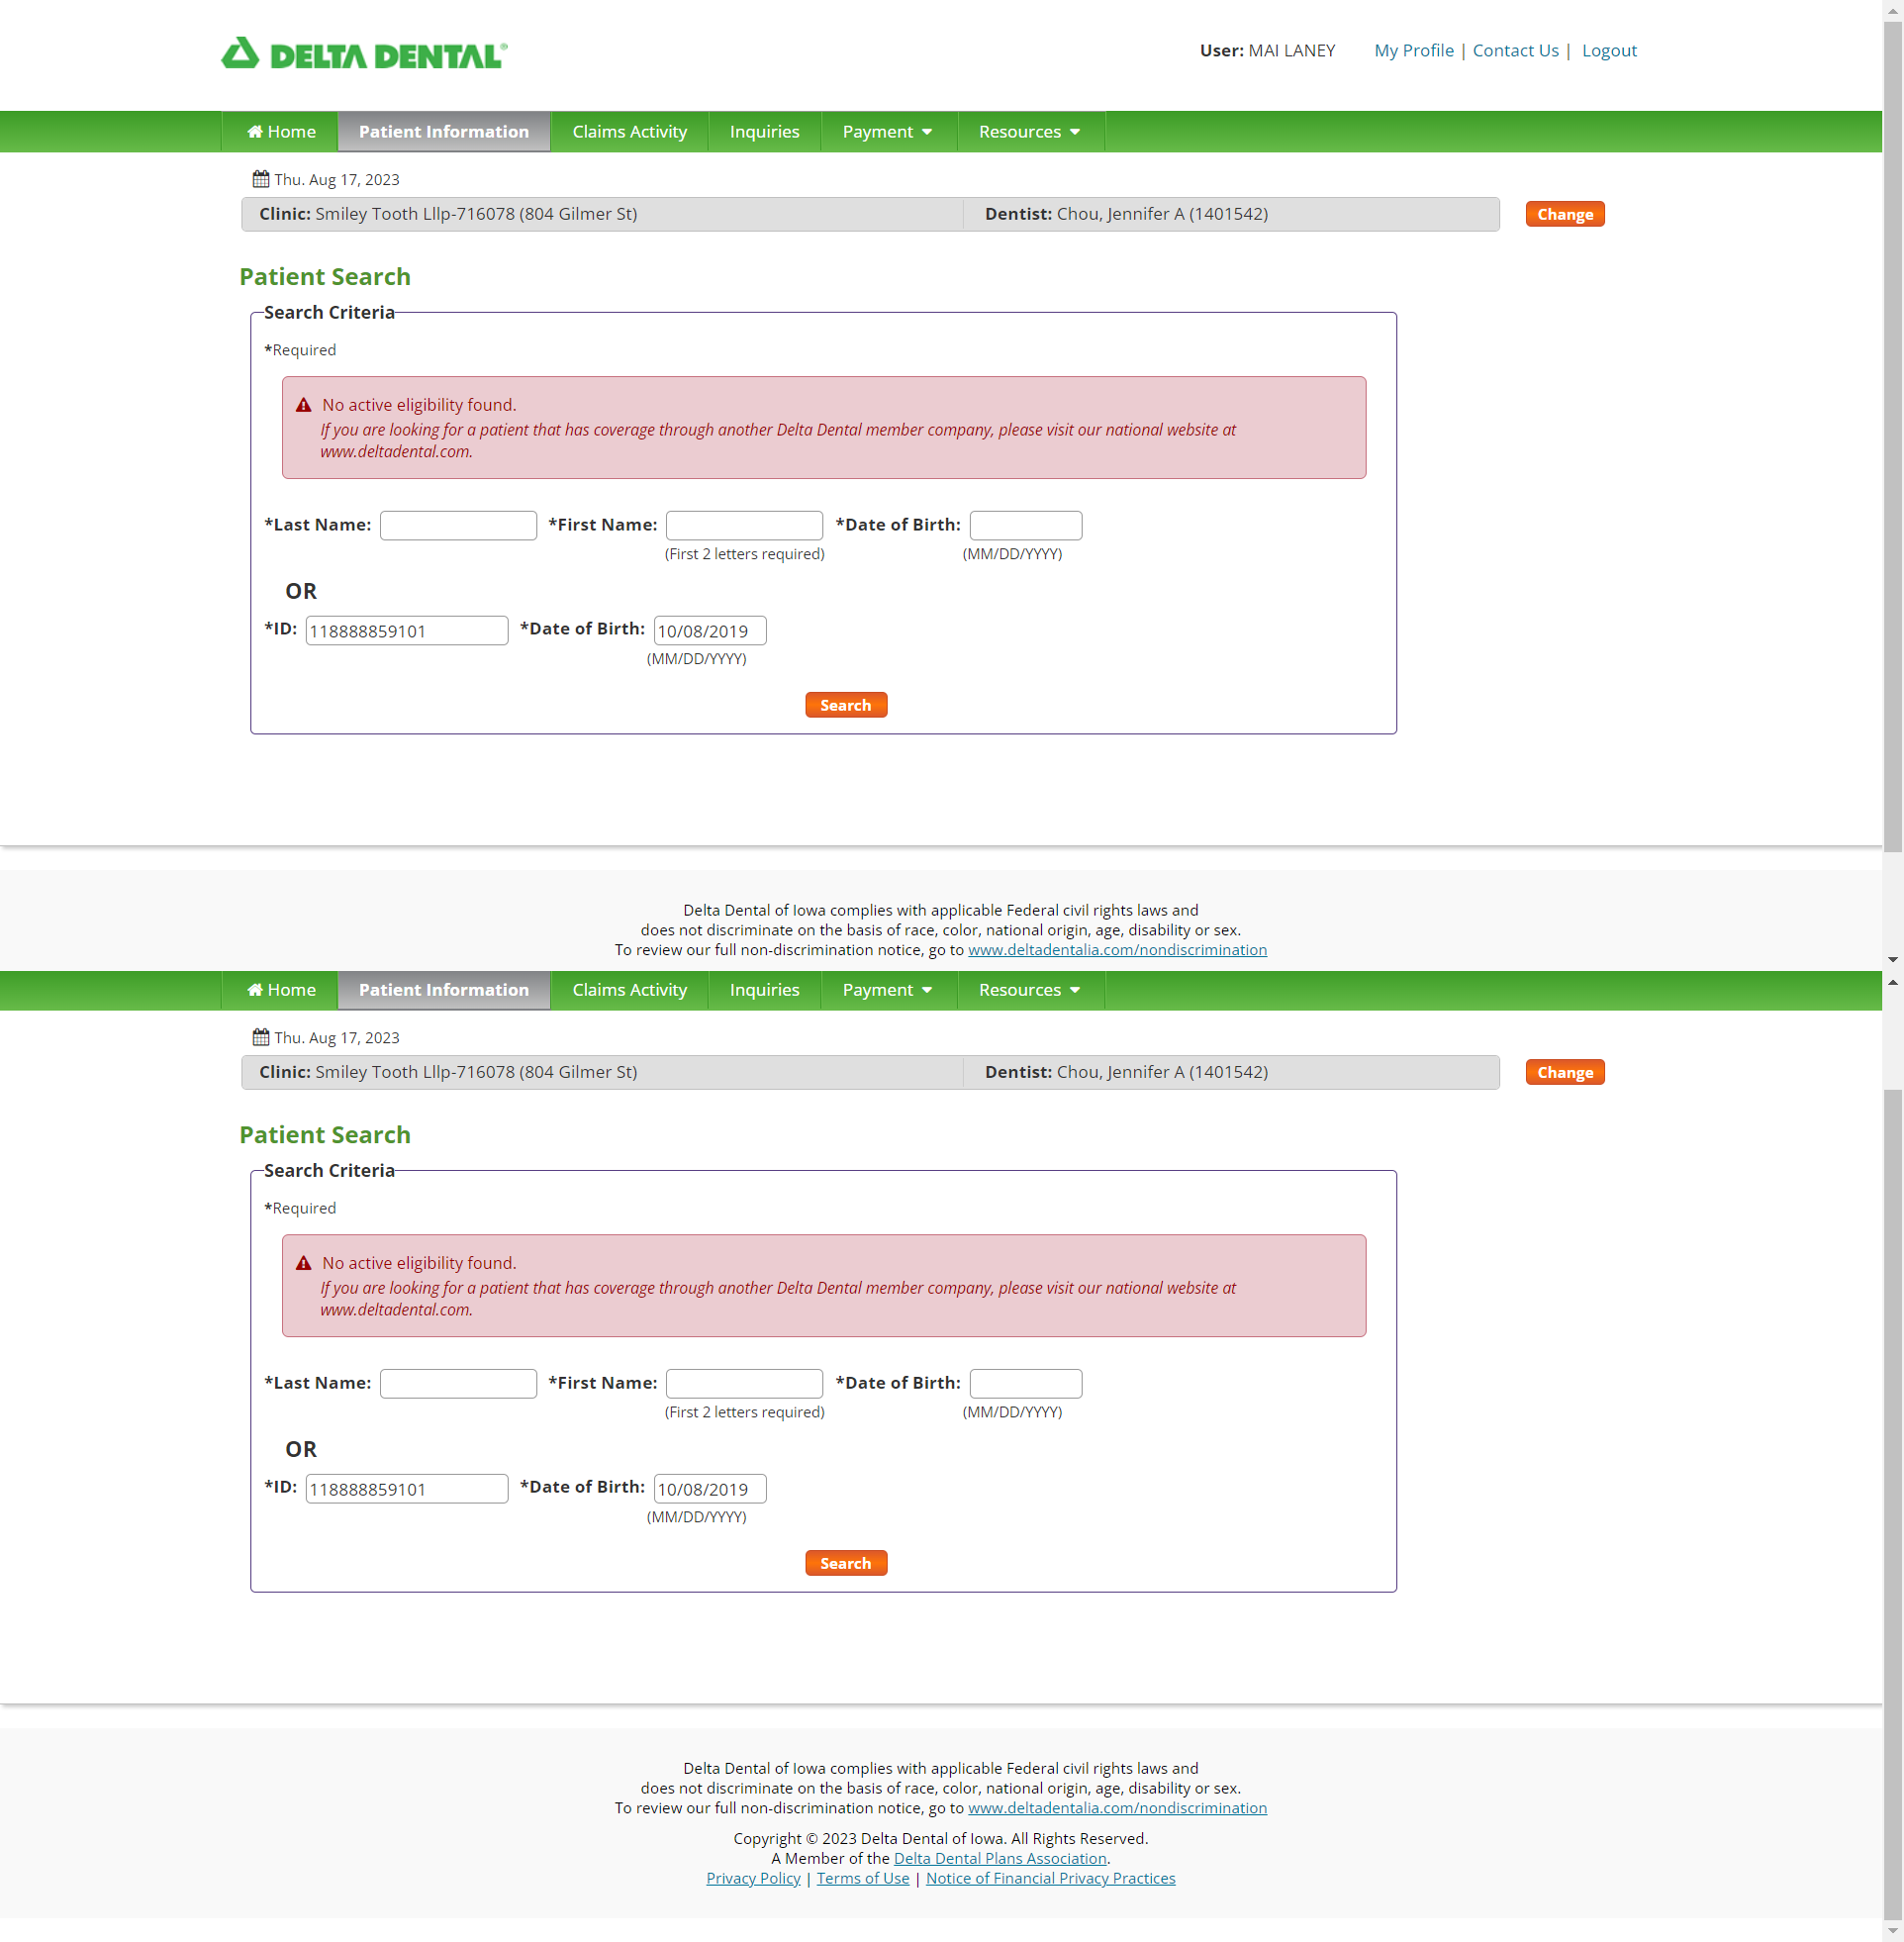 DELTA DENTAL®
User: MAI LANEY My Profile | Contact Us | Logout
Home Patient Information Claims Activity Inquiries Payment Resources
Thu. Aug 17, 2023
Clinic: Smiley Tooth Lllp-716078 (804 Gilmer St) Dentist: Chou, Jennifer A (1401542) Change
Patient Search
Search Criteria
*Required
No active eligibility found.
If you are looking for a patient that has coverage through another Delta Dental member company, please visit our national website at
www.deltadental.com.
*Last Name: *First Name: *Date of Birth:
(First 2 letters required) (MM/DD/YYYY)
OR
*ID: 118888859101 *Date of Birth: 10/08/2019
(MM/DD/YYYY)
Search
Delta Dental of Iowa complies with applicable Federal civil rights laws and
does not discriminate on the basis of race, color, national origin, age, disability or sex.
To review our full non-discrimination notice, go to www.deltadentalia.com/nondiscrimination
Home Patient Information Claims Activity Inquiries Payment Resources
Thu. Aug 17, 2023
Clinic: Smiley Tooth Lllp-716078 (804 Gilmer St) Dentist: Chou, Jennifer A (1401542) Change
Patient Search
Search Criteria
*Required
No active eligibility found.
If you are looking for a patient that has coverage through another Delta Dental member company, please visit our national website at
www.deltadental.com.
*Last Name: *First Name: *Date of Birth:
(First 2 letters required) (MM/DD/YYYY)
OR
*ID: 118888859101 *Date of Birth: 10/08/2019
(MM/DD/YYYY)
Search
Delta Dental of Iowa complies with applicable Federal civil rights laws and
does not discriminate on the basis of race, color, national origin, age, disability or sex.
To review our full non-discrimination notice, go to www.deltadentalia.com/nondiscrimination
Copyright © 2023 Delta Dental of Iowa. All Rights Reserved.
A Member of the Delta Dental Plans Association.
Privacy Policy | Terms of Use | Notice of Financial Privacy Practices